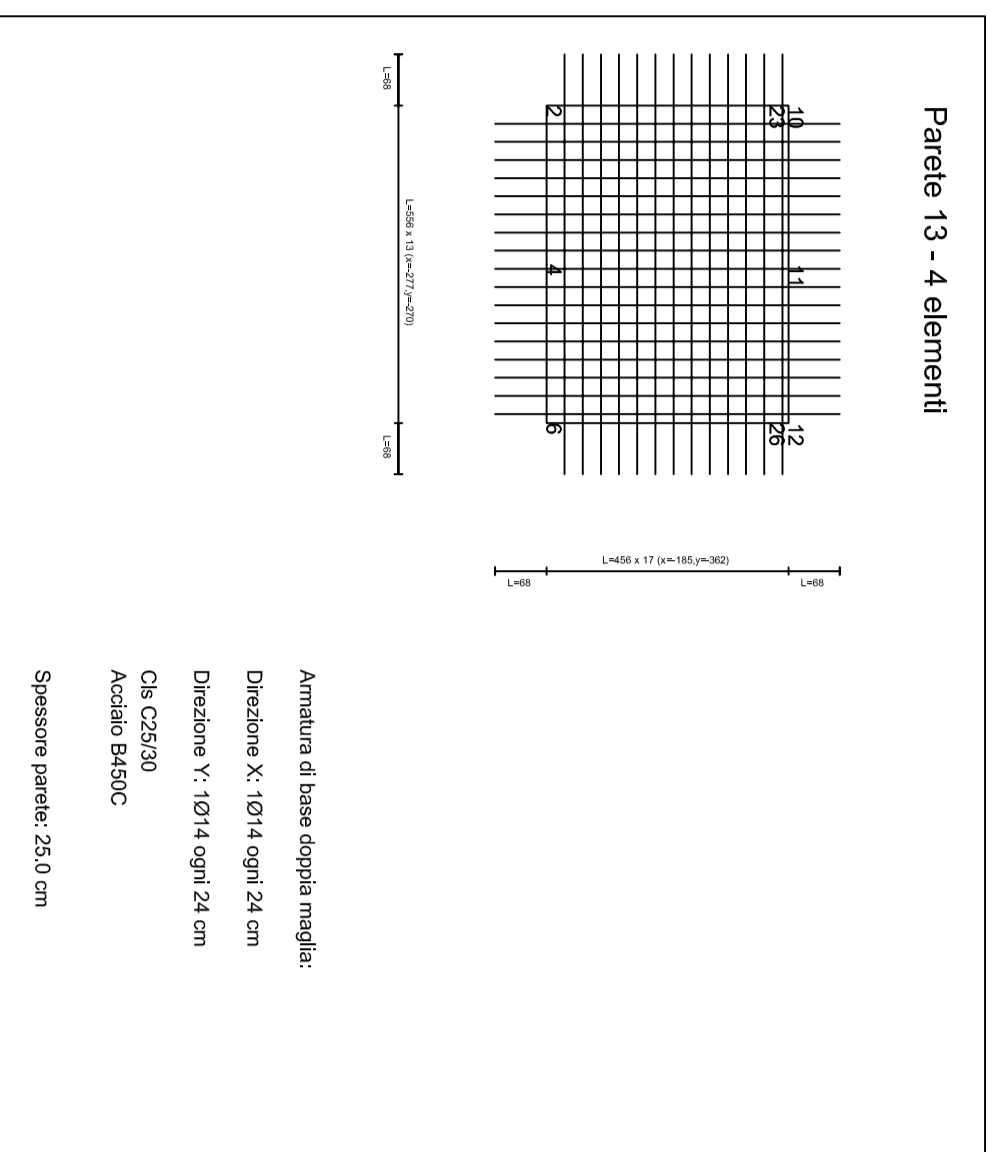 Parete 13 - 4 elementi
10
11
12
23
26
2
4
6
L=68
L=556 x 13 (x=-277,y=-270)
L=68
L=68
L=456 x 17 (x=-185,y=-362)
L=68
Armatura di base doppia maglia:
Direzione X: 1Ø14 ogni 24 cm
Direzione Y: 1Ø14 ogni 24 cm
Cls C25/30
Acciaio B450C
Spessore parete: 25.0 cm